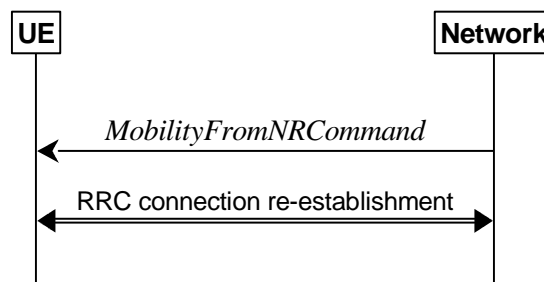 UE
Network
MobilityFromNRCommand
RRC connection re-establishment